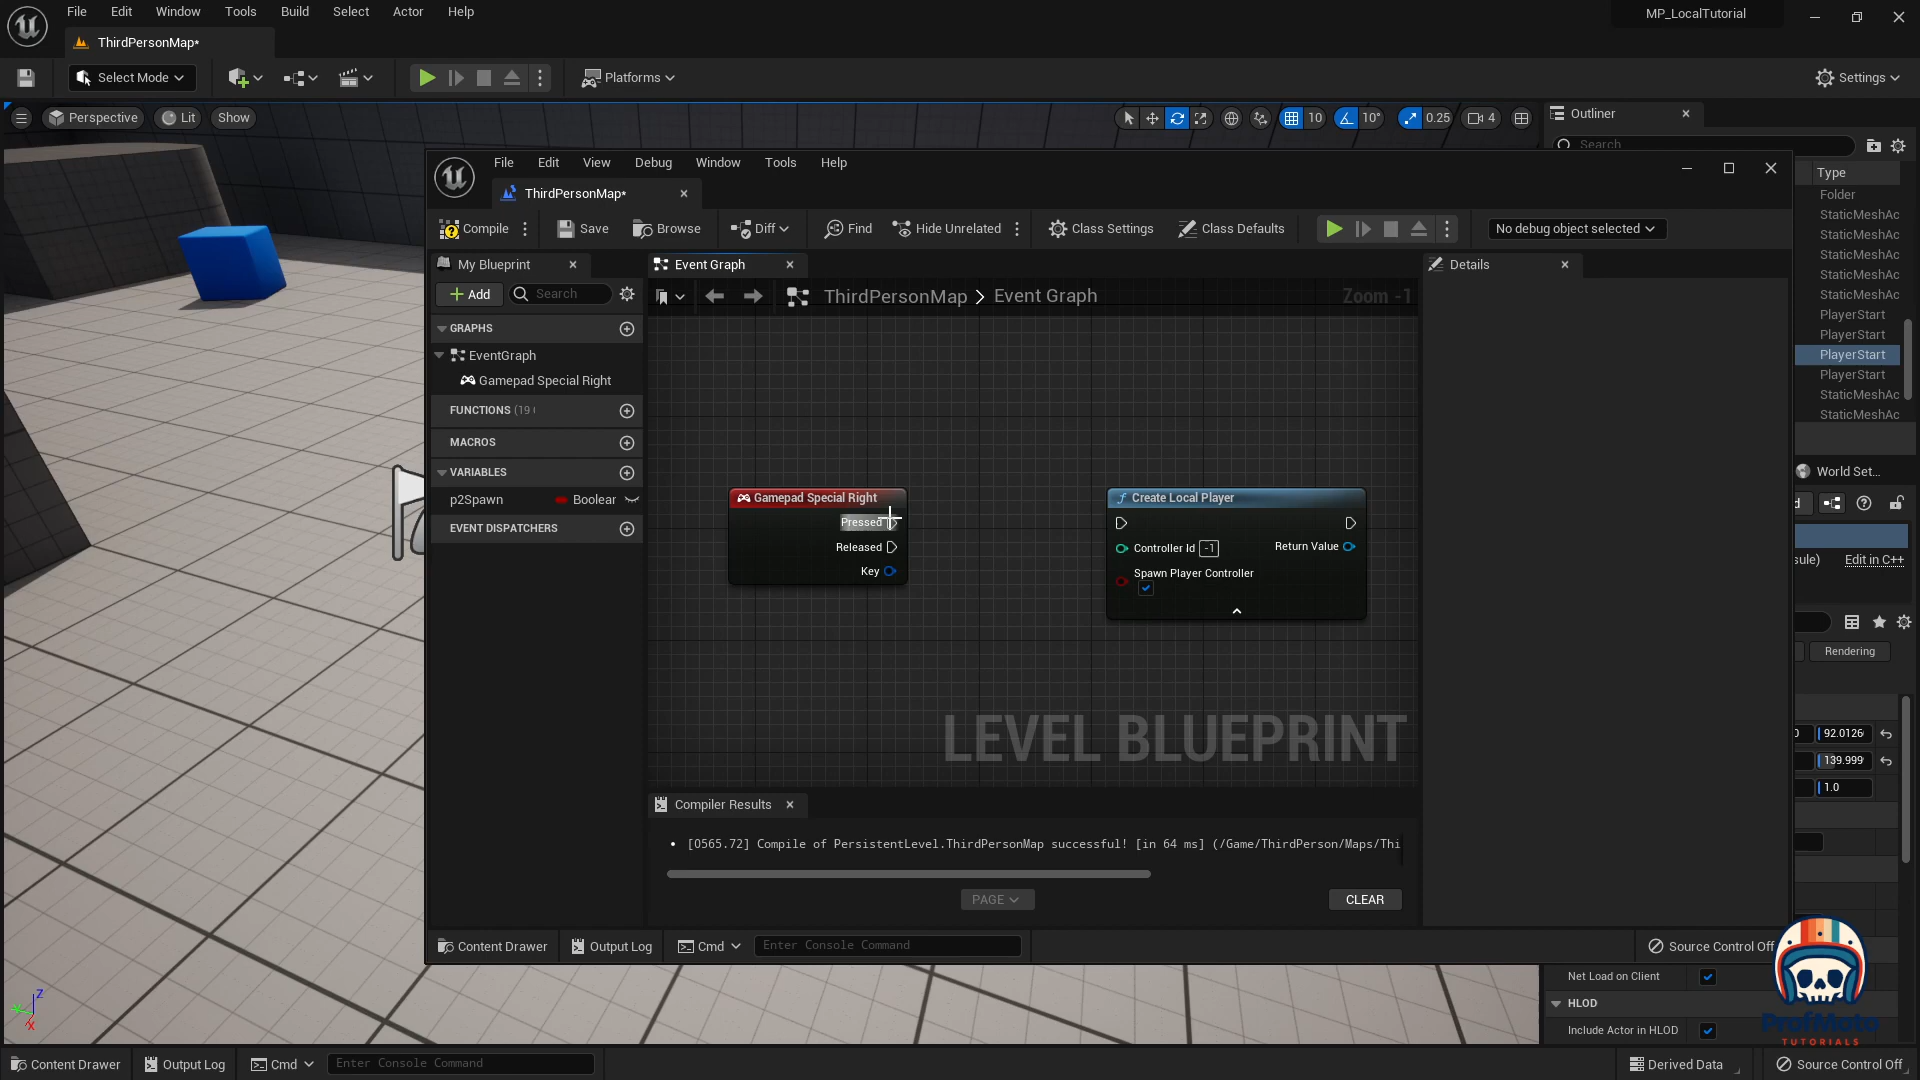 File Edit Window Tools Build Select Actor Help
MP_LocalTutorial
ThirdPersonMap*
Select Mode
Platforms
Settings
Perspective Lit Show
10 10° 0.25 4
Outliner
Search
Type
Folder
StaticMeshAc
StaticMeshAc
StaticMeshAc
StaticMeshAc
StaticMeshAc
PlayerStart
PlayerStart
PlayerStart
PlayerStart
StaticMeshAc
StaticMeshAc
World Set...
sule) Edit in C++
Rendering
92.0126
139.999
1.0
Net Load on Client
HLOD
Include Actor in HLOD
File Edit View Debug Window Tools Help
ThirdPersonMap*
Compile Save Browse Diff Find Hide Unrelated Class Settings Class Defaults No debug object selected
My Blueprint
Add Search
GRAPHS
EventGraph
Gamepad Special Right
FUNCTIONS (19
MACROS
VARIABLES
p2Spawn Boolear
EVENT DISPATCHERS
Event Graph
ThirdPersonMap > Event Graph
Zoom -1
Gamepad Special Right
Pressed
Released
Key
Create Local Player
Controller Id -1 Return Value
Spawn Player Controller
LEVEL BLUEPRINT
Details
Compiler Results
• [0565.72] Compile of PersistentLevel.ThirdPersonMap successful! [in 64 ms] (/Game/ThirdPerson/Maps/Thi
PAGE CLEAR
Content Drawer Output Log Cmd Enter Console Command Source Control Off
ProfMoto
TUTORIALS
Content Drawer Output Log Cmd Enter Console Command Derived Data Source Control Off